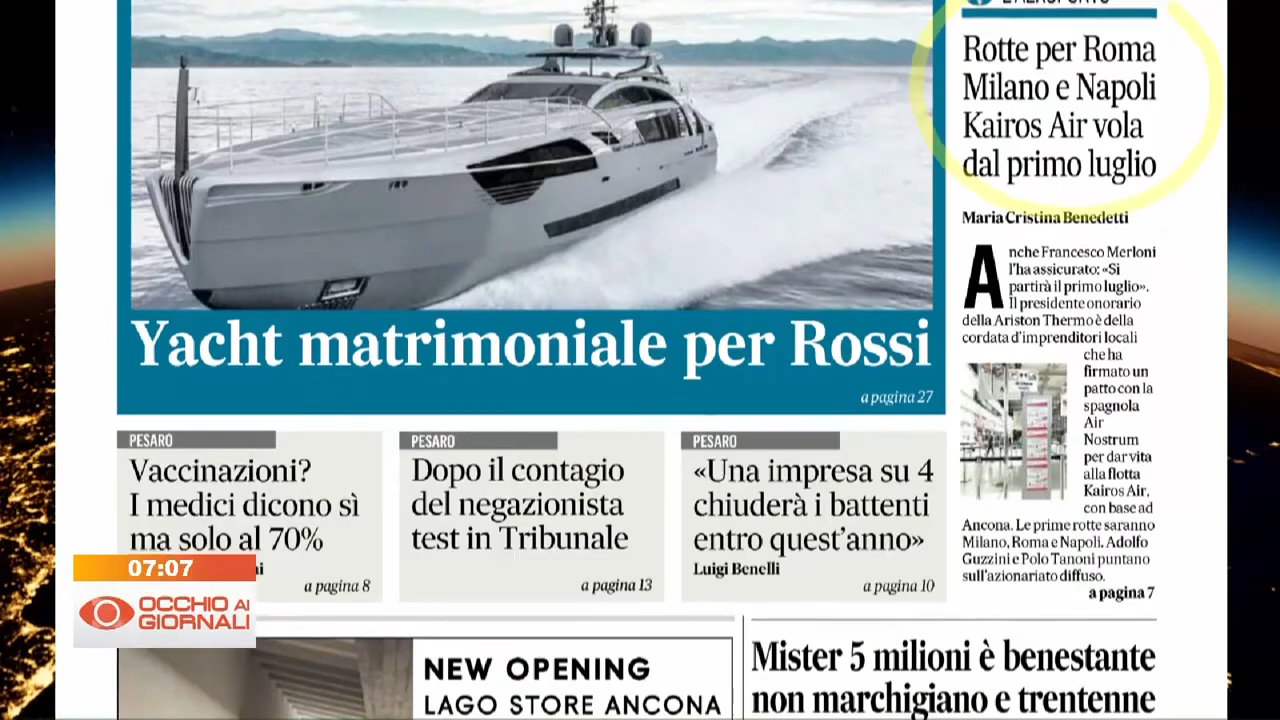 Rotte per Roma
Milano e Napoli
Kairos Air vola
dal primo luglio
Maria Cristina Benedetti
Anche Francesco Merloni
l'ha assicurato: «Si
partirà il primo luglio».
Il presidente onorario
della Ariston Thermo è della
cordata d'imprenditori locali
che ha
firmato un
patto con la
spagnola
Air
Nostrum
per dar vita
alla flotta
Kairos Air,
con base ad
Ancona. Le prime rotte saranno
Milano, Roma e Napoli. Adolfo
Guzzini e Polo Tanoni puntano
sull'azionariato diffuso.
a pagina 7
Yacht matrimoniale per Rossi
a pagina 27
PESARO
Vaccinazioni?
I medici dicono sì
ma solo al 70%
a pagina 8
PESARO
Dopo il contagio
del negazionista
test in Tribunale
a pagina 13
PESARO
«Una impresa su 4
chiuderà i battenti
entro quest'anno»
Luigi Benelli
a pagina 10
07:07
OCCHIO AI
GIORNALI
NEW OPENING
LAGO STORE ANCONA
Mister 5 milioni è benestante
non marchigiano e trentenne